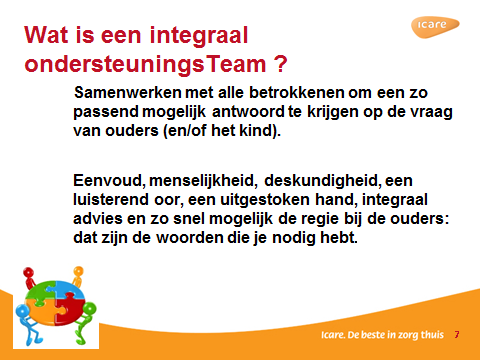 icare
Wat is een integraal
ondersteuningsTeam ?
Samenwerken met alle betrokkenen om een zo
passend mogelijk antwoord te krijgen op de vraag
van ouders (en/of het kind).
Eenvoud, menselijkheid, deskundigheid, een
luisterend oor, een uitgestoken hand, integraal
advies en zo snel mogelijk de regie bij de ouders:
dat zijn de woorden die je nodig hebt.
Icare. De beste in zorg thuis 7